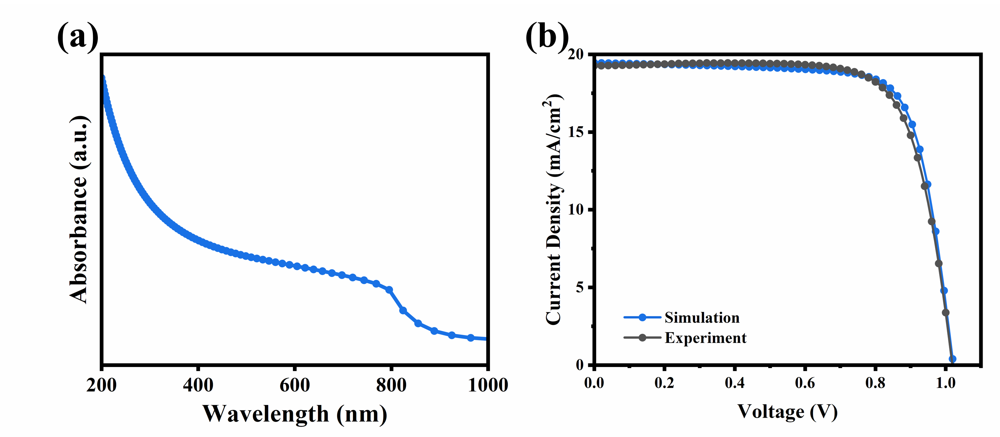 (a)
Absorbance (a.u.)
200 400 600 800 1000
Wavelength (nm)
(b)
Current Density (mA/cm²)
20
15
10
5
0
Simulation
Experiment
0.0 0.2 0.4 0.6 0.8 1.0
Voltage (V)